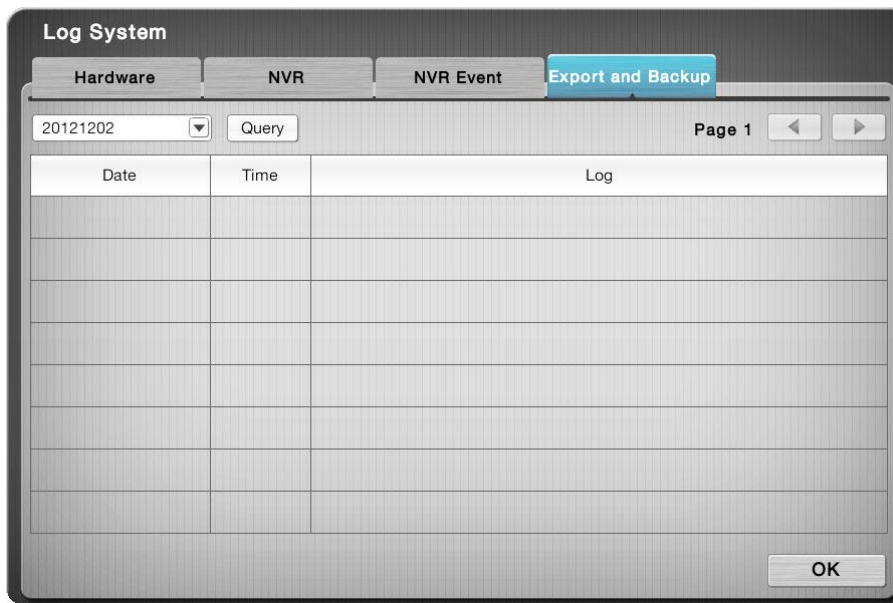 Log System
Hardware NVR NVR Event Export and Backup
20121202 Query Page 1
Date Time Log
OK